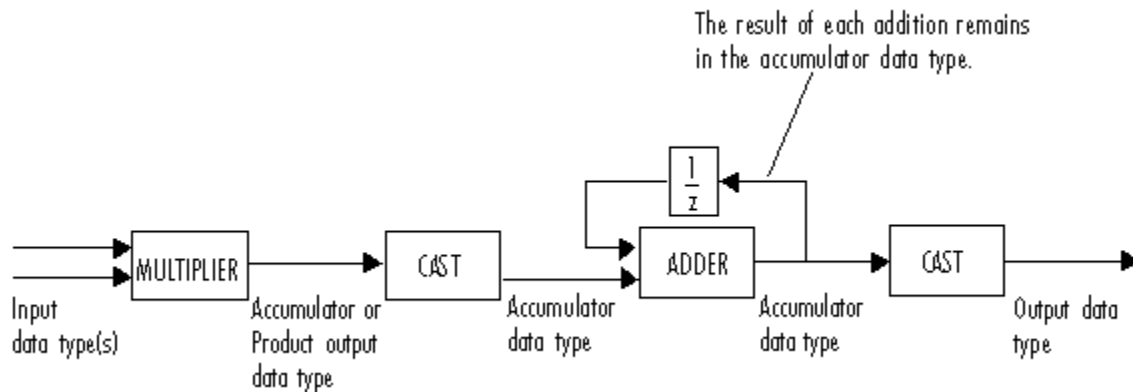 The result of each addition remains
in the accumulator data type.
1
z
MULTIPLIER
CAST
ADDER
CAST
Input
data type(s)
Accumulator or
Product output
data type
Accumulator
data type
Accumulator
data type
Output data
type